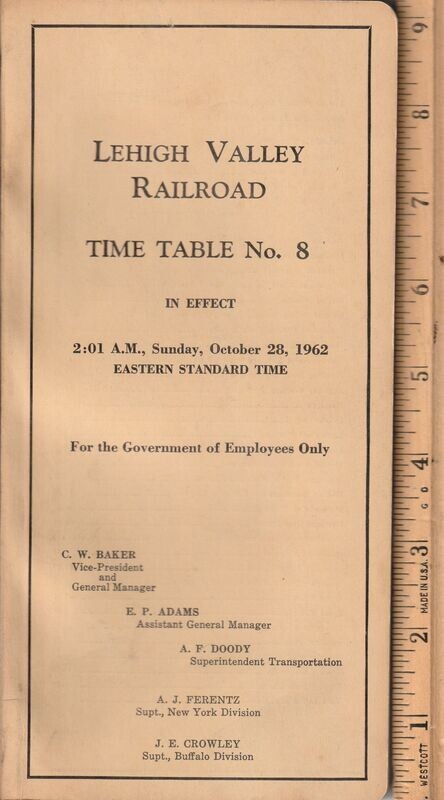 LEHIGH VALLEY
RAILROAD
TIME TABLE No. 8
IN EFFECT
2:01 A.M., Sunday, October 28, 1962
EASTERN STANDARD TIME
For the Government of Employees Only
C. W. BAKER
Vice-President
and
General Manager
E. P. ADAMS
Assistant General Manager
A. F. DOODY
Superintendent Transportation
A. J. FERENTZ
Supt., New York Division
J. E. CROWLEY
Supt., Buffalo Division
9
8
7
6
5
4
3
2
1
MADE IN U.S.A.
WESTCOTT